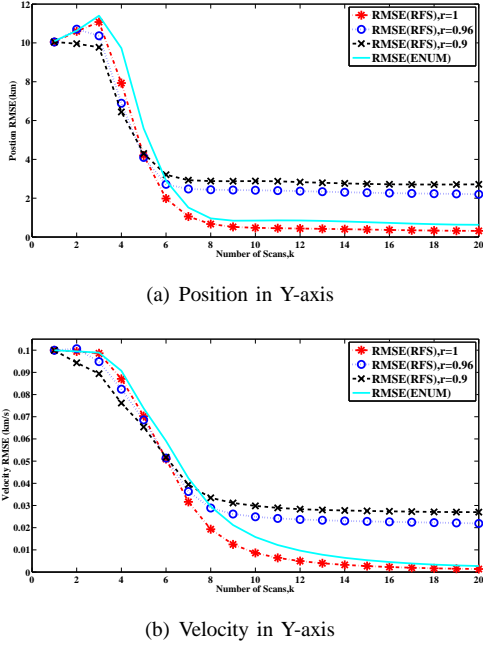 12
10
8
6
4
2
0
0 2 4 6 8 10 12 14 16 18 20
Postion RMSE(km)
Number of Scans,k
RMSE(RFS),r=1
RMSE(RFS),r=0.96
RMSE(RFS),r=0.9
RMSE(ENUM)
(a) Position in Y-axis
0.1
0.09
0.08
0.07
0.06
0.05
0.04
0.03
0.02
0.01
0
0 2 4 6 8 10 12 14 16 18 20
Velocity RMSE (km/s)
Number of Scans,k
RMSE(RFS),r=1
RMSE(RFS),r=0.96
RMSE(RFS),r=0.9
RMSE(ENUM)
(b) Velocity in Y-axis